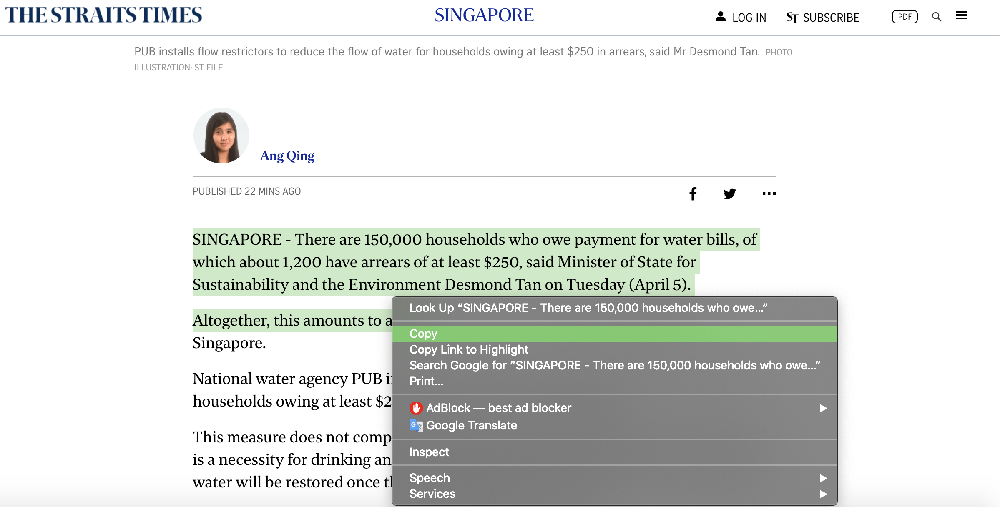 THE STRAITS TIMES
SINGAPORE
LOG IN
ST SUBSCRIBE
PDF
PUB installs flow restrictors to reduce the flow of water for households owing at least $250 in arrears, said Mr Desmond Tan. PHOTO
ILLUSTRATION: ST FILE
Ang Qing
PUBLISHED 22 MINS AGO
SINGAPORE - There are 150,000 households who owe payment for water bills, of
which about 1,200 have arrears of at least $250, said Minister of State for
Sustainability and the Environment Desmond Tan on Tuesday (April 5).
Altogether, this amounts to
Singapore.
National water agency PUB
households owing at least $2
This measure does not comp
is a necessity for drinking an
water will be restored once
Look Up “SINGAPORE - There are 150,000 households who owe...”
Copy
Copy Link to Highlight
Search Google for “SINGAPORE - There are 150,000 households who owe...”
Print...
AdBlock — best ad blocker
Google Translate
Inspect
Speech
Services